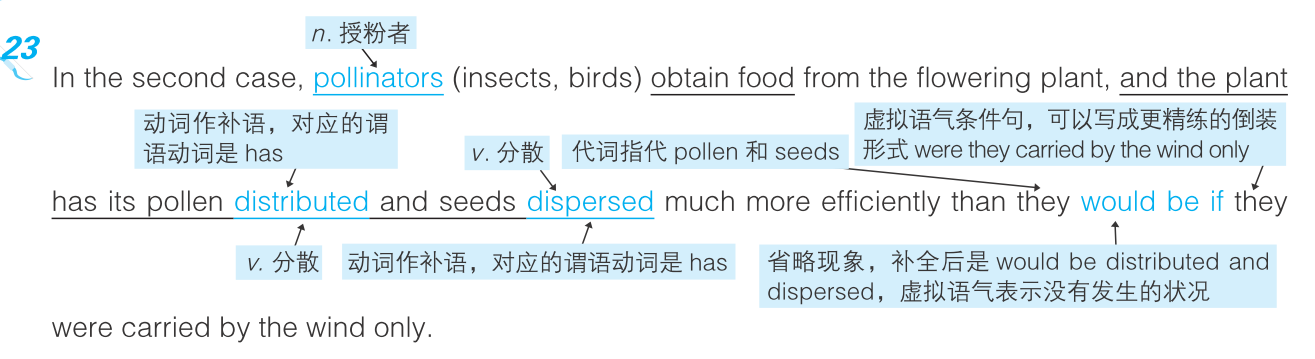 n. 授粉者
23
In the second case, pollinators (insects, birds) obtain food from the flowering plant, and the plant
动词作补语，对应的谓
语动词是 has
v. 分散
代词指代 pollen 和 seeds
虚拟语气条件句，可以写成更精练的倒装
形式 were they carried by the wind only
has its pollen distributed and seeds dispersed much more efficiently than they would be if they
v. 分散
动词作补语，对应的谓语动词是 has
省略现象，补全后是 would be distributed and
dispersed，虚拟语气表示没有发生的状况
were carried by the wind only.